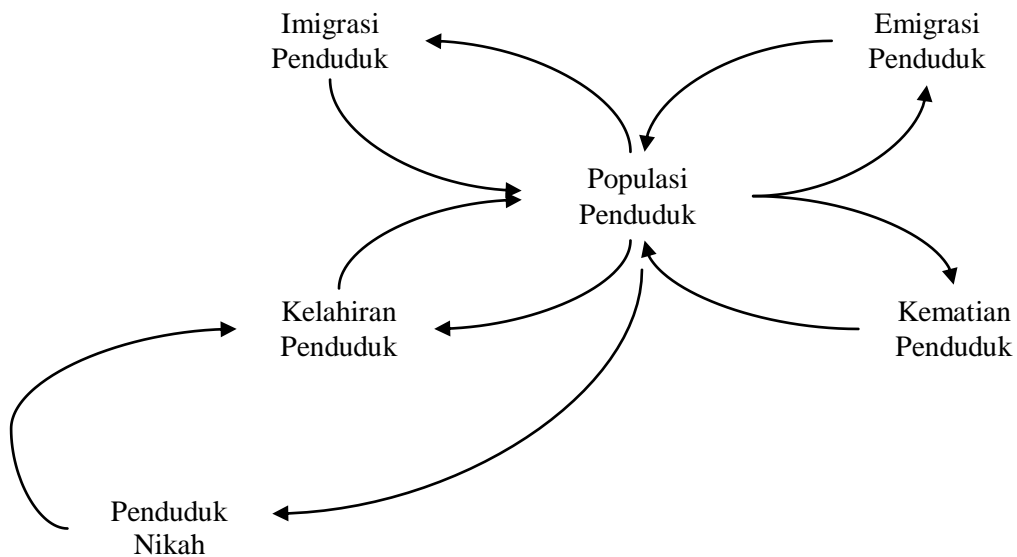 Imigrasi
Penduduk
Emigrasi
Penduduk
Populasi
Penduduk
Kelahiran
Penduduk
Kematian
Penduduk
Penduduk
Nikah